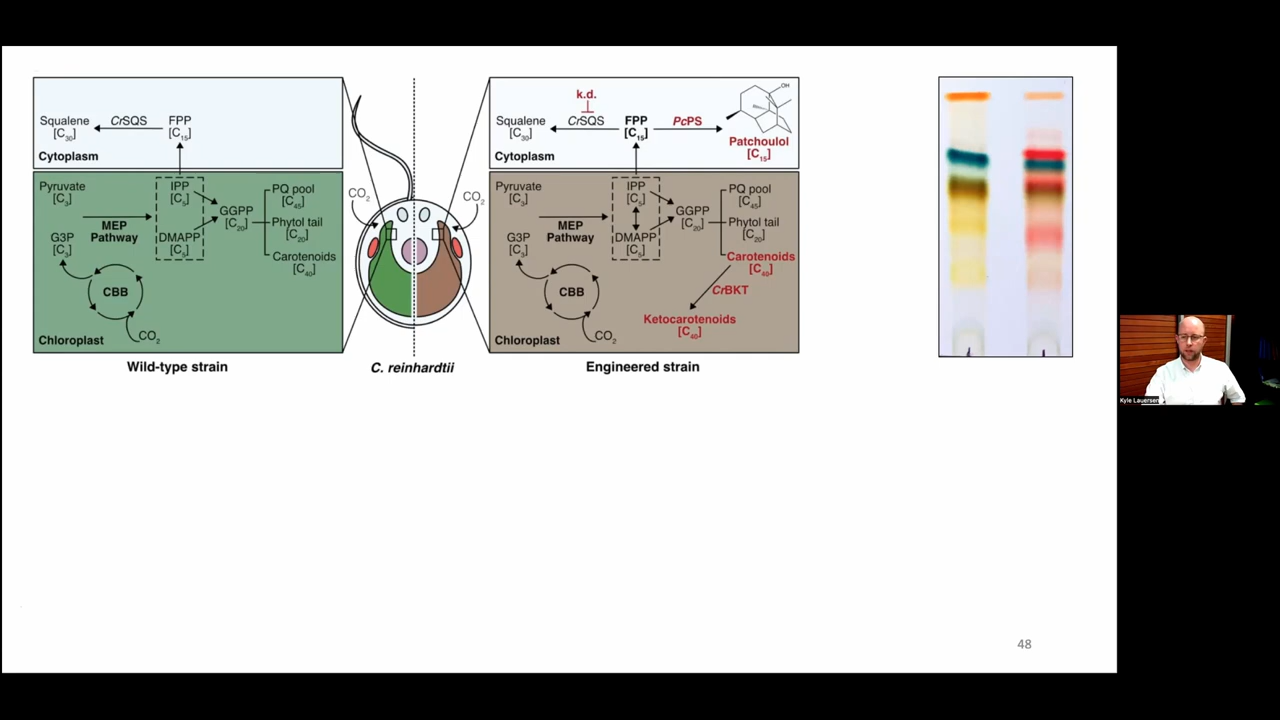 Squalene
[C₃₀]
CrSQS
FPP
[C₁₅]
Cytoplasm
Pyruvate
[C₃]
G3P
[C₃]
MEP
Pathway
IPP
[C₅]
DMAPP
[C₅]
GGPP
[C₂₀]
PQ pool
[C₄₅]
Phytol tail
[C₂₀]
Carotenoids
[C₄₀]
CBB
CO₂
Chloroplast
Wild-type strain
CO₂
CO₂
C. reinhardtii
k.d.
Squalene
[C₃₀]
CrSQS
FPP
[C₁₅]
PcPS
OH
Patchoulol
[C₁₅]
Cytoplasm
Pyruvate
[C₃]
G3P
[C₃]
MEP
Pathway
IPP
[C₅]
DMAPP
[C₅]
GGPP
[C₂₀]
PQ pool
[C₄₅]
Phytol tail
[C₂₀]
Carotenoids
[C₄₀]
CrBKT
Ketocarotenoids
[C₄₀]
CBB
CO₂
Chloroplast
Engineered strain
Kyle Lauersen
48